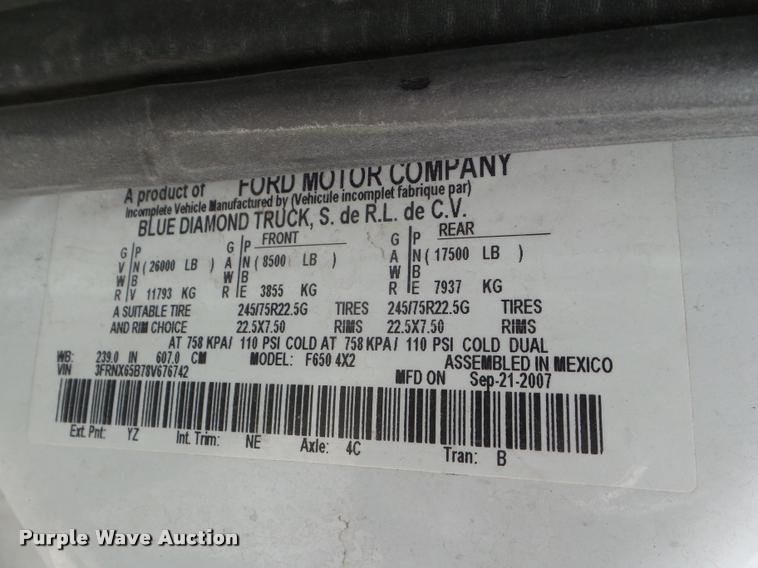 A product of FORD MOTOR COMPANY
Incomplete Vehicle Manufactured by (Vehicule incomplet fabrique par)
BLUE DIAMOND TRUCK, S. de R.L. de C.V.
G P G P FRONT G P REAR
V N (26000 LB ) A N (8500 LB ) A N (17500 LB )
W B W B W B
R V 11793 KG R E 3855 KG R E 7937 KG
A SUITABLE TIRE 245/75R22.5G TIRES 245/75R22.5G TIRES
AND RIM CHOICE 22.5X7.50 RIMS 22.5X7.50 RIMS
AT 758 KPA/ 110 PSI COLD AT 758 KPA/ 110 PSI COLD DUAL
WB: 239.0 IN 607.0 CM MODEL: F650 4X2 ASSEMBLED IN MEXICO
VIN 3FRNX65B78V676742 MFD ON Sep-21-2007
Ext. Pnt: YZ Int. Trim: NE Axle: 4C Tran: B
Purple Wave Auction